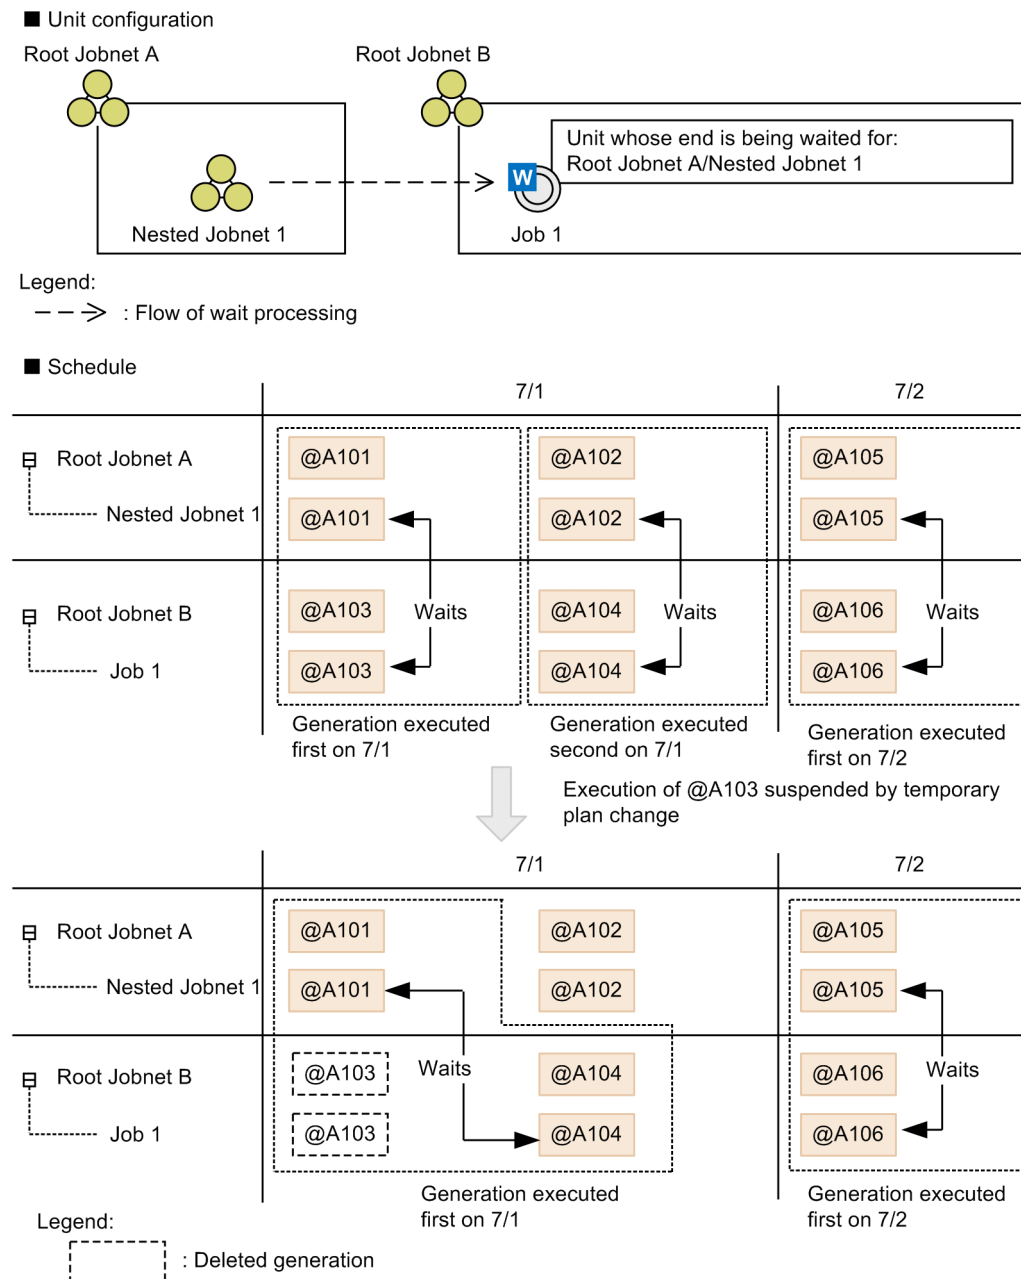 ■ Unit configuration
Root Jobnet A
Root Jobnet B
Unit whose end is being waited for:
Root Jobnet A/Nested Jobnet 1
W
Nested Jobnet 1
Job 1
Legend:
: Flow of wait processing
■ Schedule
7/1 7/2
Root Jobnet A @A101 @A102 @A105
Nested Jobnet 1 @A101 @A102 @A105
Root Jobnet B @A103 Waits @A104 Waits @A106 Waits
Job 1 @A103 @A104 @A106
Generation executed
first on 7/1
Generation executed
second on 7/1
Generation executed
first on 7/2
Execution of @A103 suspended by temporary
plan change
7/1 7/2
Root Jobnet A @A101 @A102 @A105
Nested Jobnet 1 @A101 @A102 @A105
Root Jobnet B @A103 Waits @A104 @A106 Waits
Job 1 @A103 @A104 @A106
Generation executed
first on 7/1
Generation executed
first on 7/2
Legend:
: Deleted generation